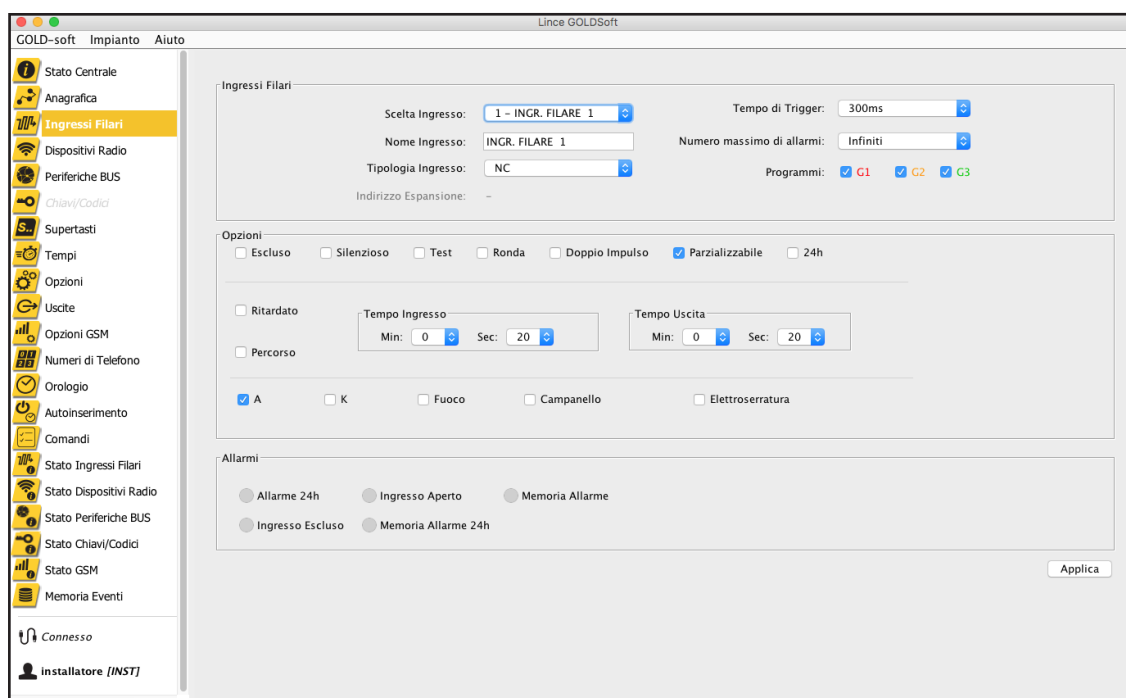 Lince GOLDSoft
GOLD-soft Impianto Aiuto
Stato Centrale
Anagrafica
Ingressi Filari
Dispositivi Radio
Periferiche BUS
Chiavi/Codici
Supertasti
Tempi
Opzioni
Uscite
Opzioni GSM
Numeri di Telefono
Orologio
Autoinserimento
Comandi
Stato Ingressi Filari
Stato Dispositivi Radio
Stato Periferiche BUS
Stato Chiavi/Codici
Stato GSM
Memoria Eventi
Connesso
installatore [INST]
Ingressi Filari
Scelta Ingresso: 1 - INGR. FILARE 1
Nome Ingresso: INGR. FILARE 1
Tipologia Ingresso: NC
Indirizzo Espansione: -
Tempo di Trigger: 300ms
Numero massimo di allarmi: Infiniti
Programmi: G1 G2 G3
Opzioni
Escluso Silenzioso Test Ronda Doppio Impulso Parzializzabile 24h
Ritardato
Percorso
Tempo Ingresso
Min: 0 Sec: 20
Tempo Uscita
Min: 0 Sec: 20
A K Fuoco Campanello Elettroserratura
Allarmi
Allarme 24h Ingresso Aperto Memoria Allarme
Ingresso Escluso Memoria Allarme 24h
Applica